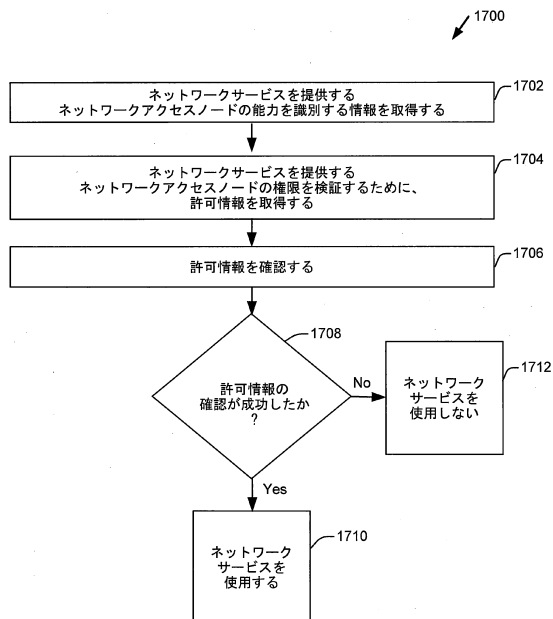 1700
ネットワークサービスを提供する
ネットワークアクセスノードの能力を識別する情報を取得する
1702
ネットワークサービスを提供する
ネットワークアクセスノードの権限を検証するために、
許可情報を取得する
1704
許可情報を確認する
1706
1708
許可情報の
確認が成功したか
?
No
1712
ネットワーク
サービスを
使用しない
Yes
1710
ネットワーク
サービスを
使用する